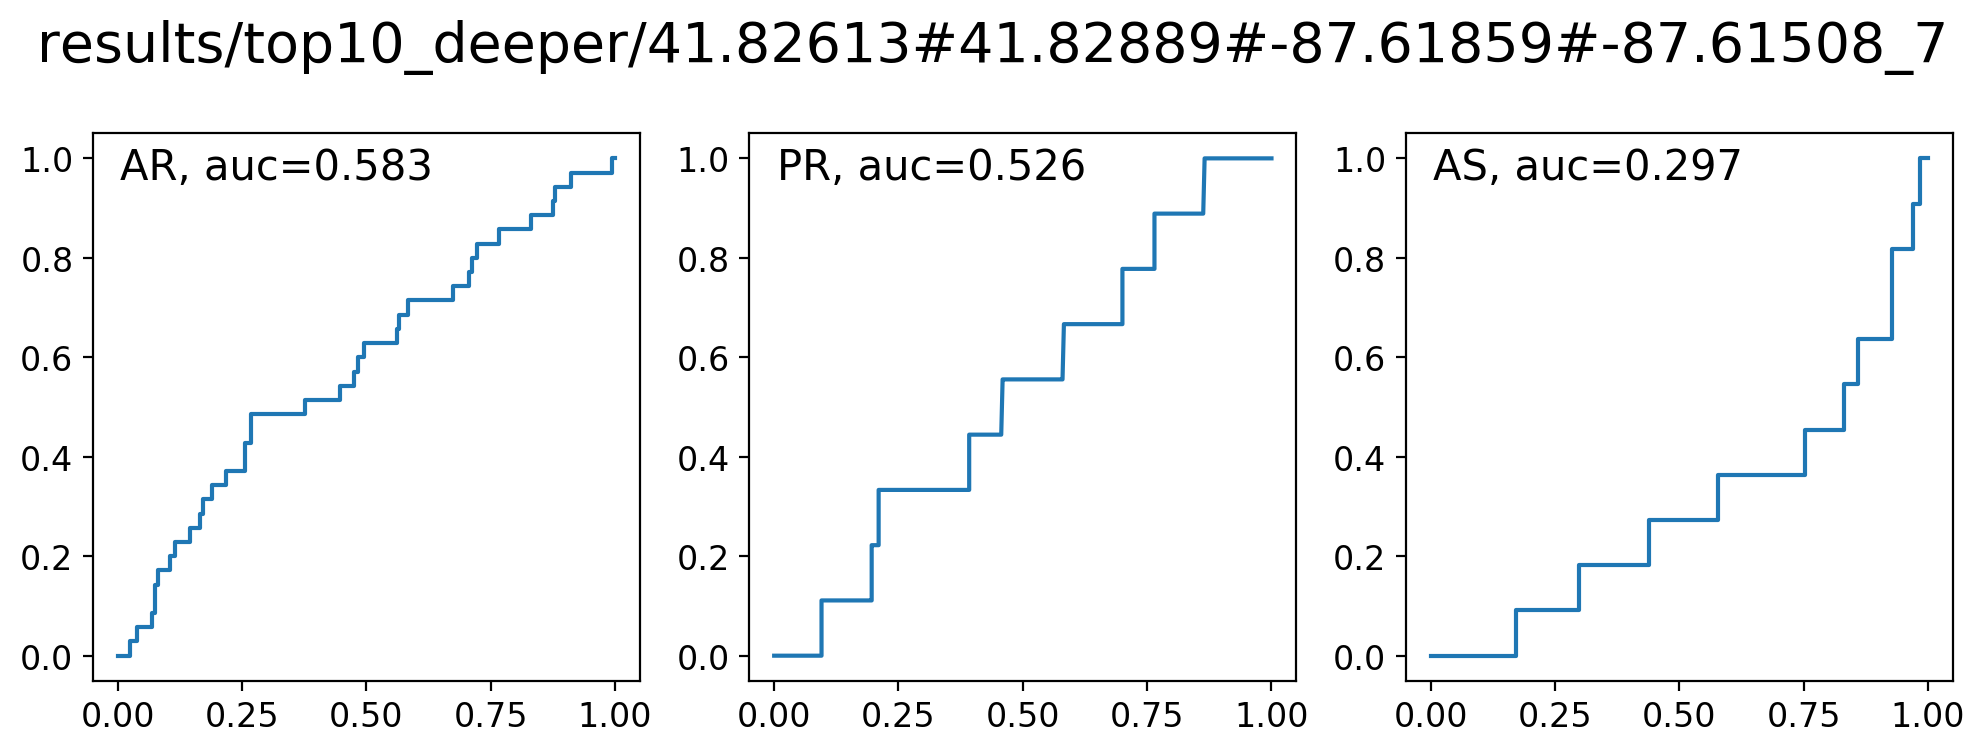 results/top10_deeper/41.82613#41.82889#-87.61859#-87.61508_7
AR, auc=0.583
1.0
0.8
0.6
0.4
0.2
0.0
0.00 0.25 0.50 0.75 1.00
PR, auc=0.526
1.0
0.8
0.6
0.4
0.2
0.0
0.00 0.25 0.50 0.75 1.00
AS, auc=0.297
1.0
0.8
0.6
0.4
0.2
0.0
0.00 0.25 0.50 0.75 1.00